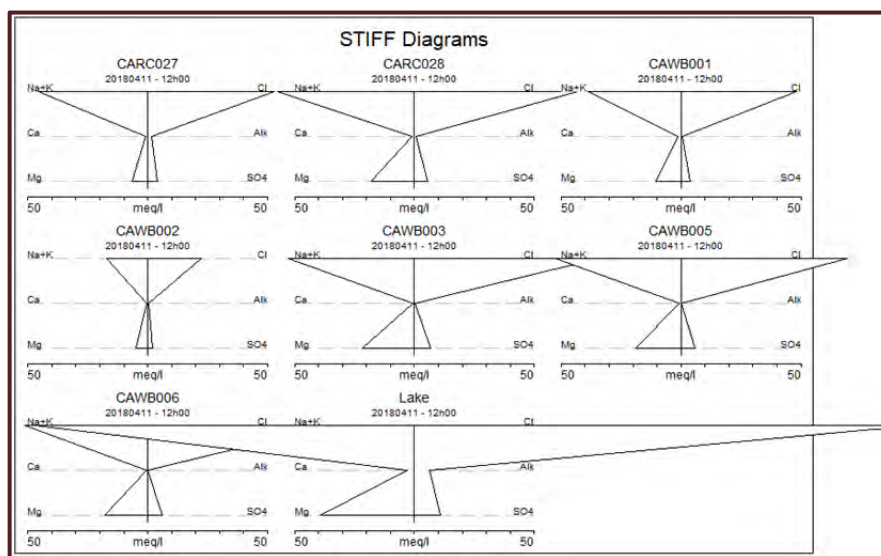 STIFF Diagrams
CARC027 CARC028 CAWB001
20180411 - 12h00 20180411 - 12h00 20180411 - 12h00
Na+K Cl Na+K Cl Na+K Cl
Ca Alk Ca Alk Ca Alk
Mg SO4 Mg SO4 Mg SO4
50 meq/l 50 50 meq/l 50 50 meq/l 50
CAWB002 CAWB003 CAWB005
20180411 - 12h00 20180411 - 12h00 20180411 - 12h00
Na+K Cl Na+K Cl Na+K Cl
Ca Alk Ca Alk Ca Alk
Mg SO4 Mg SO4 Mg SO4
50 meq/l 50 50 meq/l 50 50 meq/l 50
CAWB006 Lake
20180411 - 12h00 20180411 - 12h00
Na+K Cl Na+K Cl
Ca Alk Ca Alk
Mg SO4 Mg SO4
50 meq/l 50 50 meq/l 50